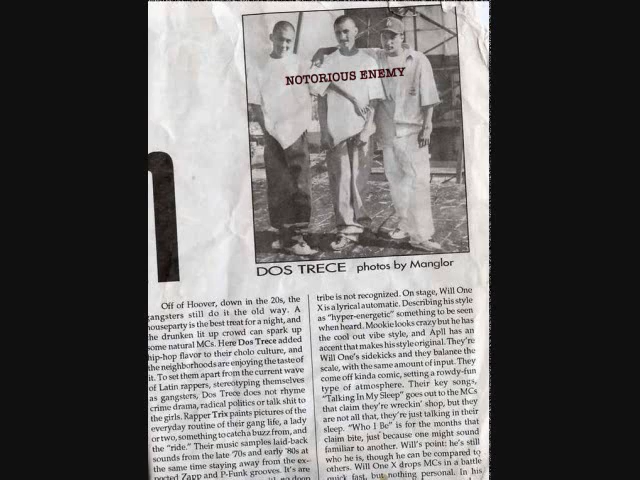 NOTORIOUS ENEMY
DOS TRECE photos by Manglor
Off of Hoover, down in the 20s, the
gangsters still do it the old way. A
houseparty is the best treat for a night, and
the drunken lit up crowd can spark up
some natural MCs. Here Dos Trece added
hip-hop flavor to their cholo culture, and
the neighborhoods are enjoying the taste of
it. To set them apart from the current wave
of Latin rappers, stereotyping themselves
as gangsters, Dos Trece does not rhyme
crime drama, radical politics or talk shit to
the girls. Rapper Trix paints pictures of the
everyday routine of their gang life, a lady
or two, something to catch a buzz from, and
the "ride." Their music samples laid-back
sounds from the late '70s and early '80s at
the same time staying away from the ex-
pected Zapp and P-Funk grooves. It's are
tribe is not recognized. On stage, Will One
X is a lyrical automatic. Describing his style
as "hyper-energetic" something to be seen
when heard. Mookie looks crazy but he has
the cool out vibe style, and Apll has an
accent that makes his style original. They're
Will One's sidekicks and they balance the
scale, with the same amount of input. They
come off kinda comic, setting a rowdy-fun
type of atmosphere. Their key songs,
"Talking In My Sleep" goes out to the MCs
that claim they're wreckin' shop, but they
are not all that, they're just talking in their
sleep. "Who I Be" is for the months that
claim bite, just because one might sound
familiar to another. Will's point: he's still
who he is, though he can be compared to
others. Will One X drops MCs in a battle
quick fast, but nothing personal. In his